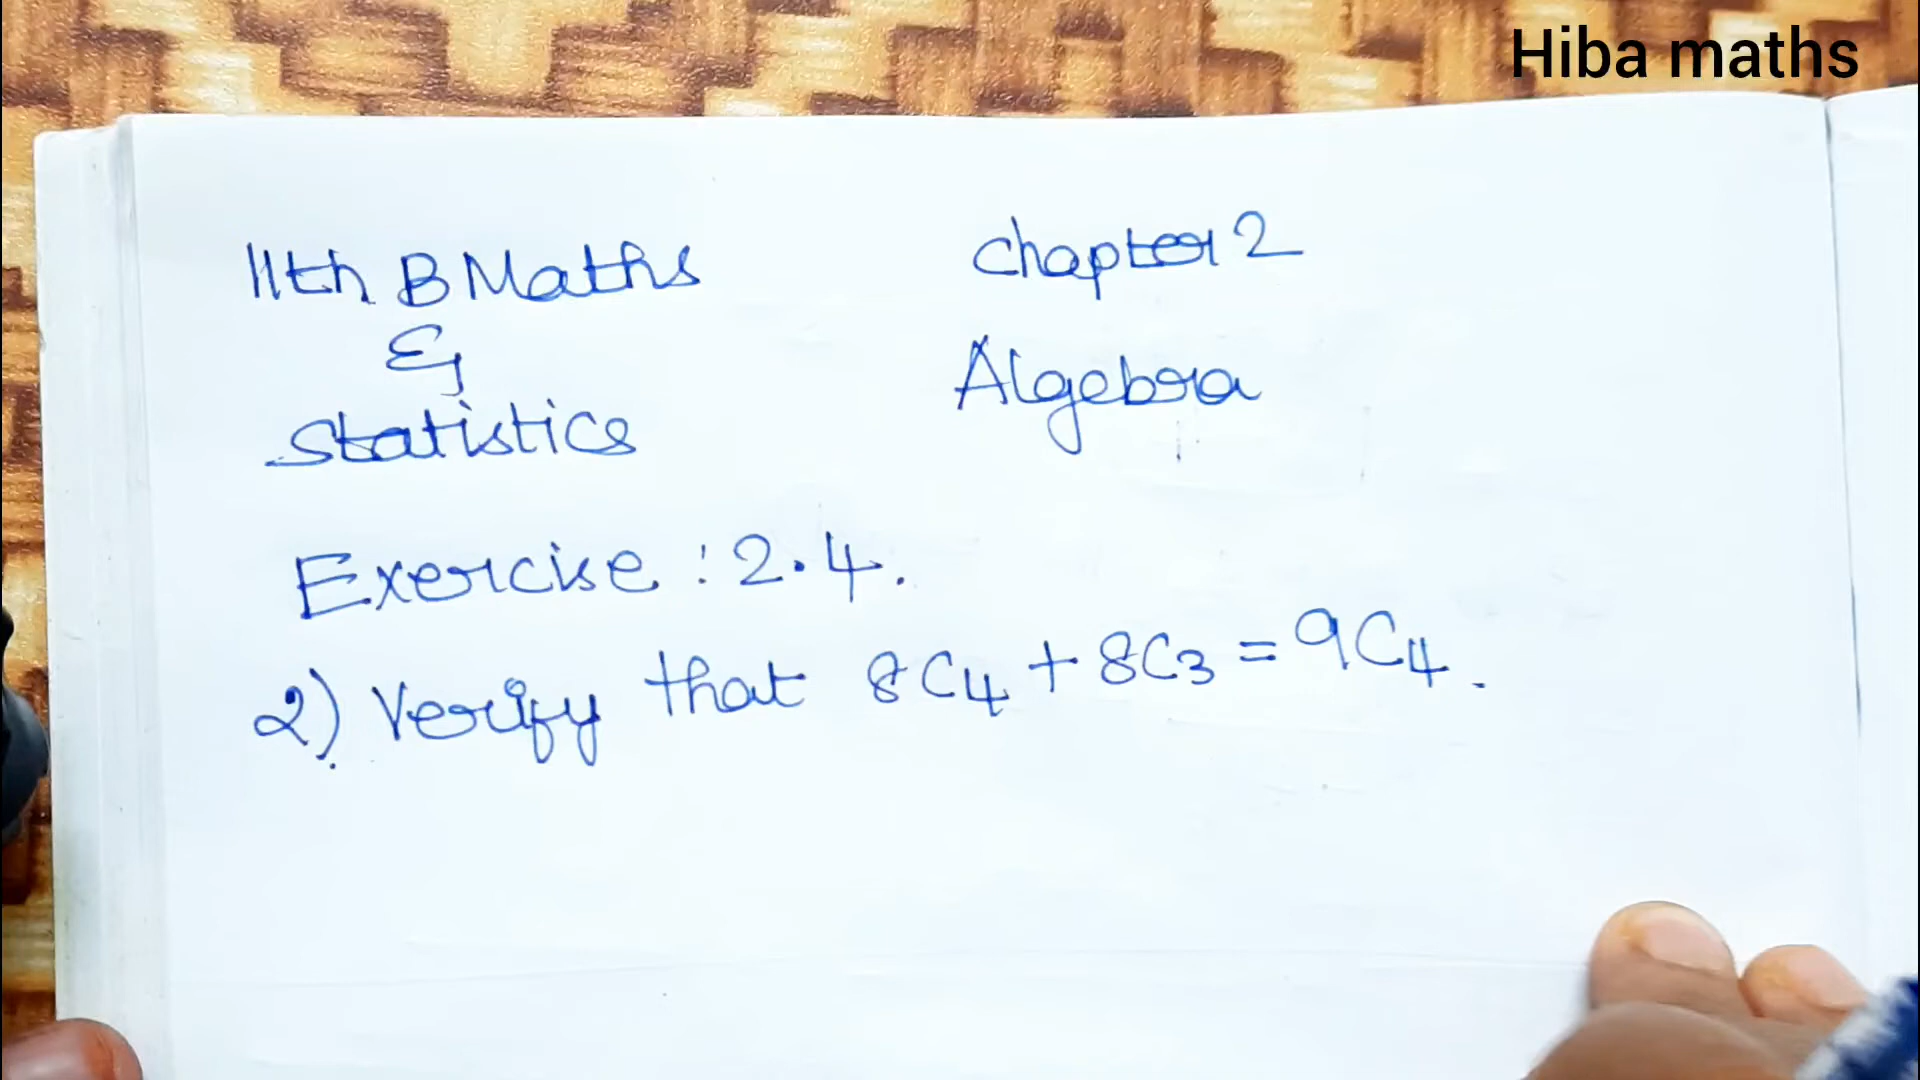 Hiba maths
11th B Maths
&
Statistics
Chapter 2
Algebra
Exercise : 2.4.
2) Verify that 8C4 + 8C3 = 9C4.